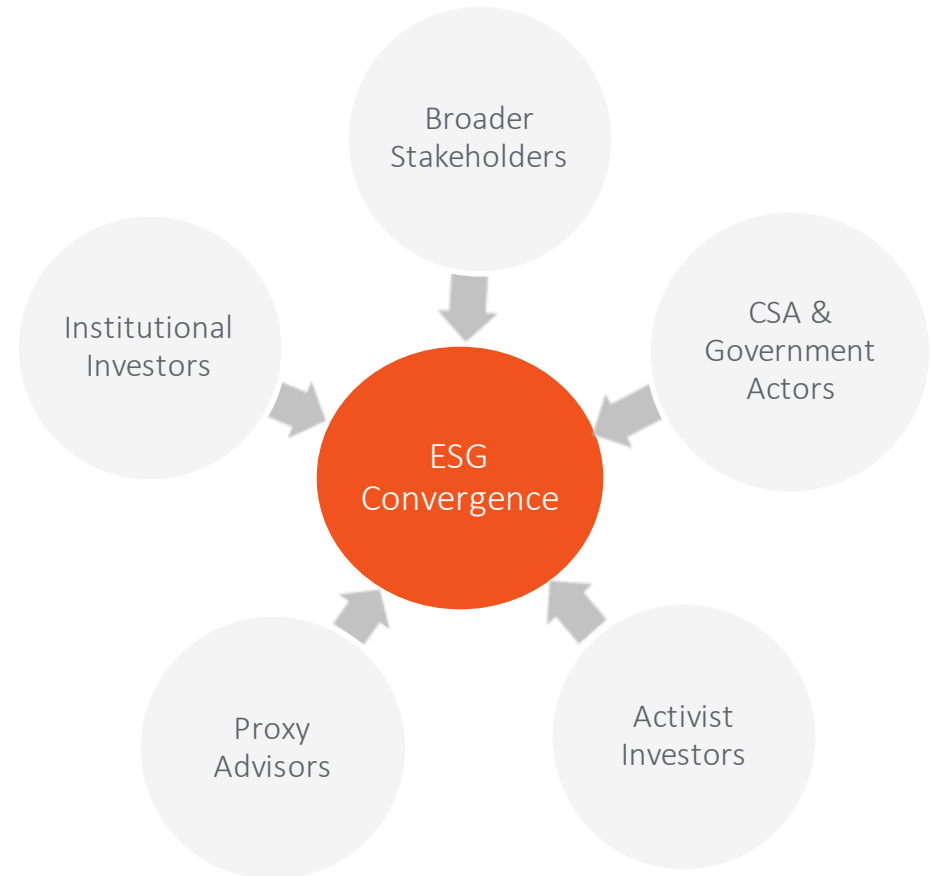 Broader
Stakeholders
Institutional
Investors
CSA &
Government
Actors
ESG
Convergence
Proxy
Advisors
Activist
Investors